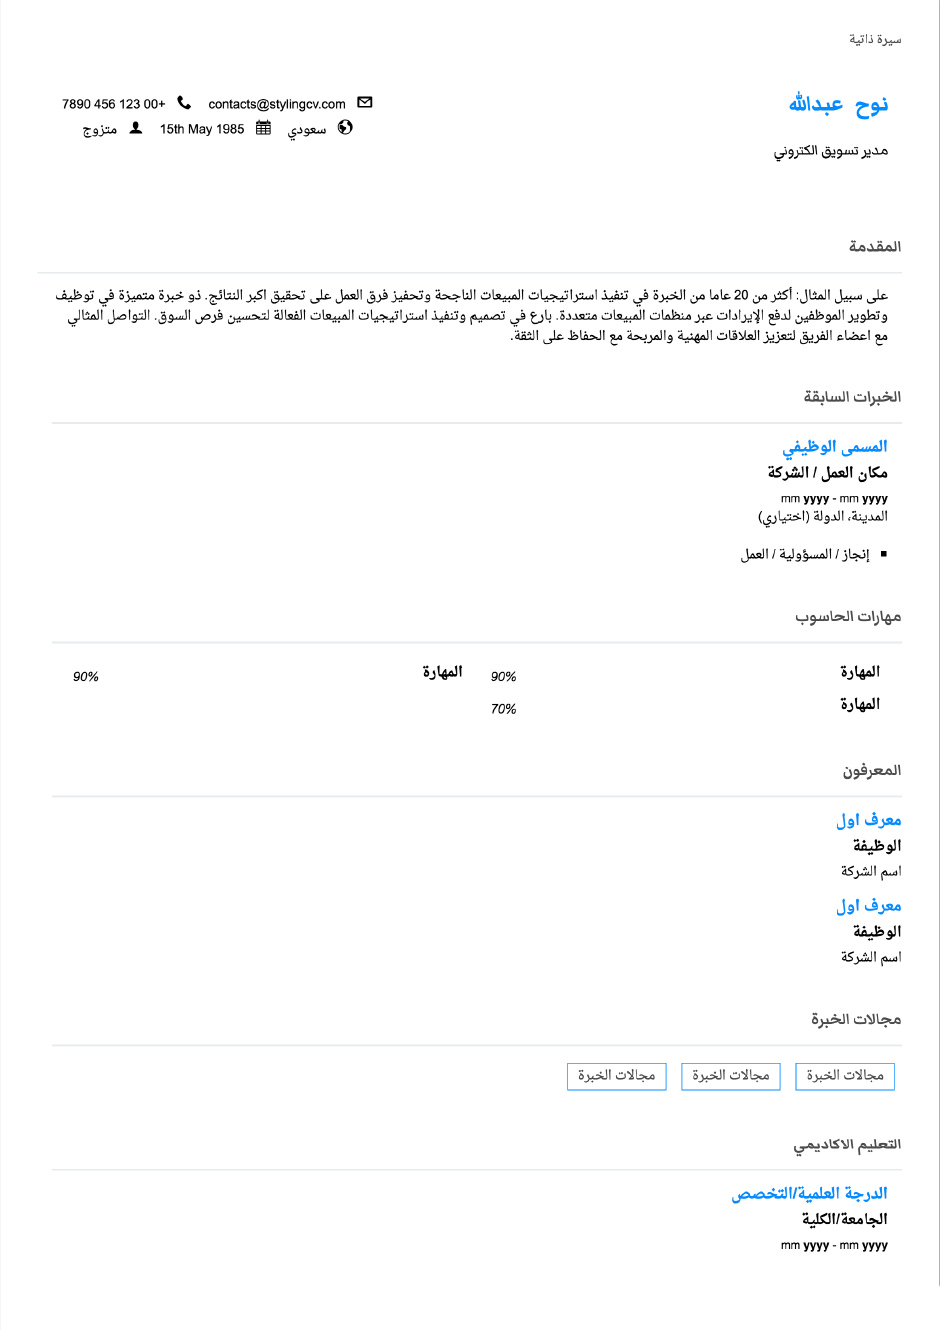 سيرة ذاتية
نوح عبدالله
مدير تسويق الكتروني
contacts@stylingcv.com +00 123 456 7890
سعودي 15th May 1985 متزوج
المقدمة
على سبيل المثال: أكثر من 20 عاما من الخبرة في تنفيذ استراتيجيات المبيعات الناجحة وتحفيز فرق العمل على تحقيق اكبر النتائج. ذو خبرة متميزة في توظيف
وتطوير الموظفين لدفع الإيرادات عبر منظمات المبيعات متعددة. بارع في تصميم وتنفيذ استراتيجيات المبيعات الفعالة لتحسين فرص السوق. التواصل المثالي
مع اعضاء الفريق لتعزيز العلاقات المهنية والمربحة مع الحفاظ على الثقة.
الخبرات السابقة
المسمى الوظيفي
مكان العمل / الشركة
mm yyyy - mm yyyy
المدينة، الدولة (اختياري)
▪ إنجاز / المسؤولية / العمل
مهارات الحاسوب
المهارة 90% المهارة 90%
المهارة 70%
المعرفون
معرف اول
الوظيفة
اسم الشركة
معرف اول
الوظيفة
اسم الشركة
مجالات الخبرة
مجالات الخبرة مجالات الخبرة مجالات الخبرة
التعليم الاكاديمي
الدرجة العلمية/التخصص
الجامعة/الكلية
mm yyyy - mm yyyy